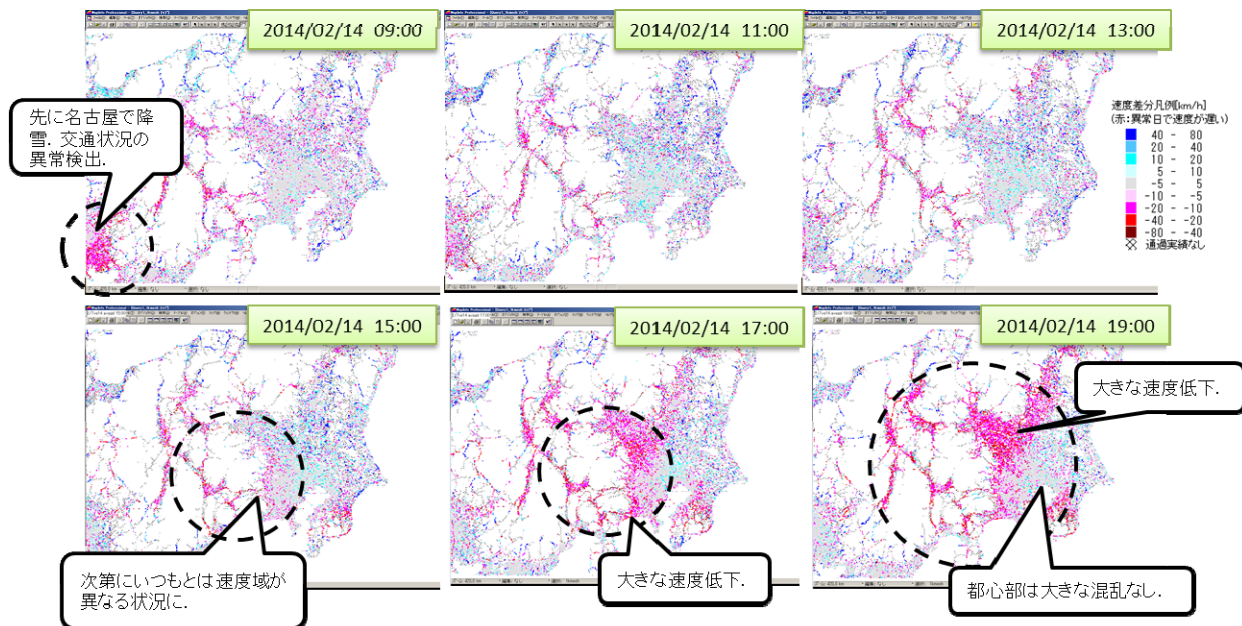 2014/02/14 09:00
2014/02/14 11:00
2014/02/14 13:00
先に名古屋で降
雪．交通状況の
異常検出．
速度差分凡例[km/h]
(赤：異常日で速度が遅い)
40 - 80
20 - 40
10 - 20
5 - 10
-5 - 5
-10 - -5
-20 - -10
-40 - -20
-80 - -40
通過実績なし
2014/02/14 15:00
2014/02/14 17:00
2014/02/14 19:00
大きな速度低下．
次第にいつもとは速度域が
異なる状況に．
大きな速度低下．
都心部は大きな混乱なし．